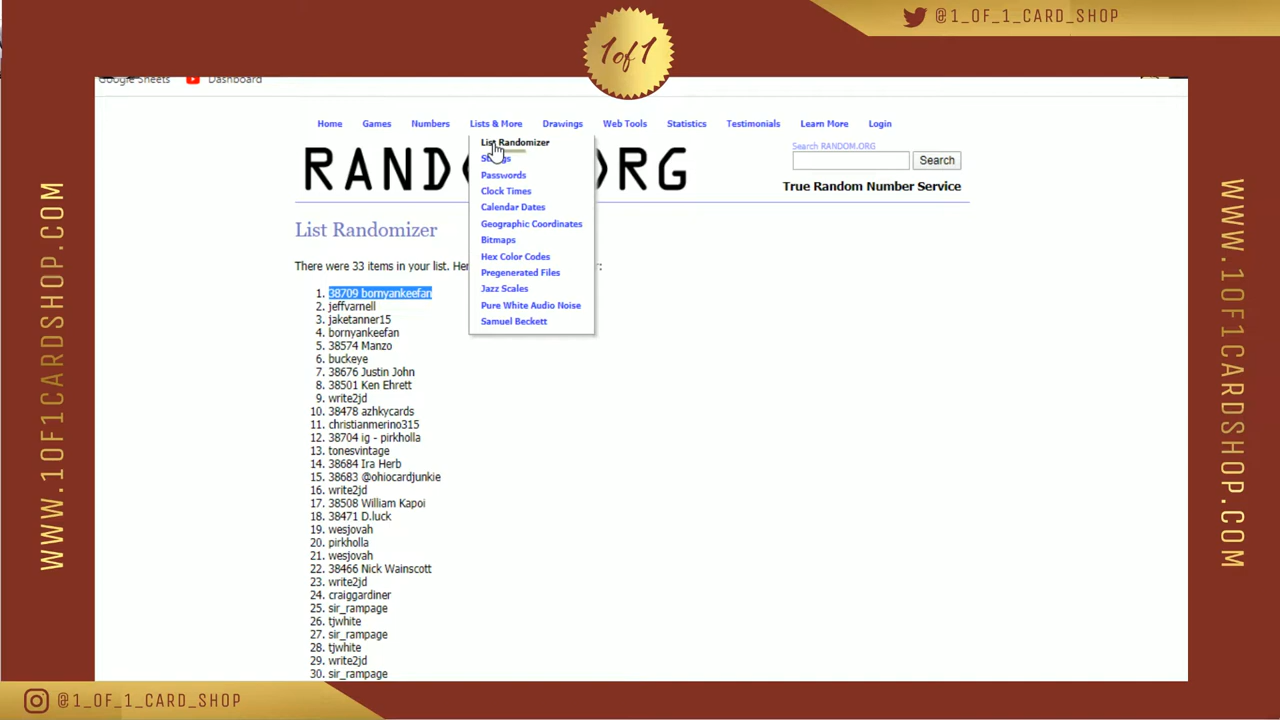 @1_OF_1_CARD_SHOP
1of1
Google Sheets Dashboard
Home Games Numbers Lists & More Drawings Web Tools Statistics Testimonials Learn More Login
List Randomizer
Passwords
Clock Times
Calendar Dates
Geographic Coordinates
Bitmaps
Hex Color Codes
Pregenerated Files
Jazz Scales
Pure White Audio Noise
Samuel Beckett
Search RANDOM.ORG
Search
True Random Number Service
List Randomizer
There were 33 items in your list.
1. 38709 bornyankeefan
2. jeffvarnell
3. jaketanner15
4. bornyankeefan
5. 38574 Manzo
6. buckeye
7. 38676 Justin John
8. 38501 Ken Ehrett
9. write2jd
10. 38478 azhkycards
11. christianmerino315
12. 38704 ig - pirkholla
13. tonesvintage
14. 38684 Ira Herb
15. 38683 @ohiocardjunkie
16. write2jd
17. 38508 William Kapoi
18. 38471 D.luck
19. wesjovah
20. pirkholla
21. wesjovah
22. 38466 Nick Wainscott
23. write2jd
24. craiggardiner
25. sir_rampage
26. tjwhite
27. sir_rampage
28. tjwhite
29. write2jd
30. sir_rampage
WWW.1OF1CARDSHOP.COM
WWW.1OF1CARDSHOP.COM
@1_OF_1_CARD_SHOP